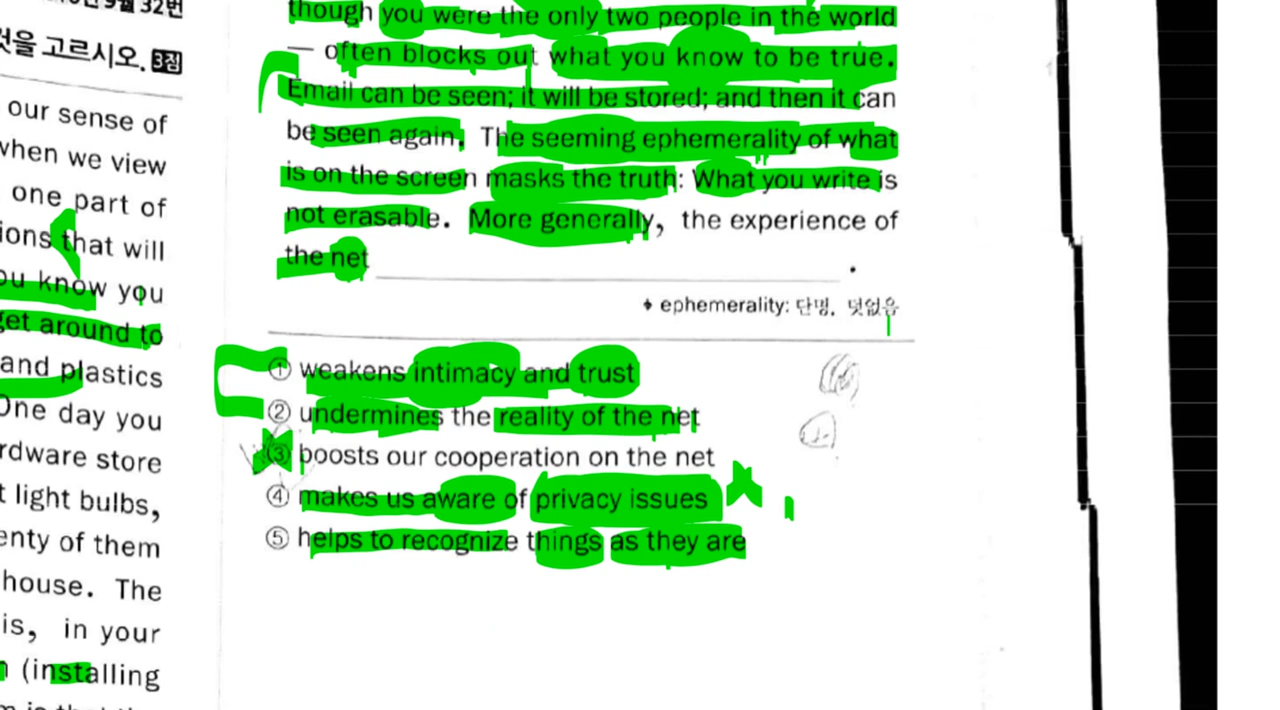 9월 32번
것을 고르시오. 3점
our sense of
when we view
one part of
that will
you know you
get around to
and plastics
One day you
light bulbs,
of them
house. The
is, in your
(installing
though you were the only two people in the world
— often blocks out what you know to be true.
Email can be seen; it will be stored; and then it can
be seen again. The seeming ephemerality of what
is on the screen masks the truth: What you write is
not erasable. More generally, the experience of
the net .
♦ ephemerality: 단명, 덧없음
① weakens intimacy and trust
② undermines the reality of the net
③ boosts our cooperation on the net
④ makes us aware of privacy issues
⑤ helps to recognize things as they are